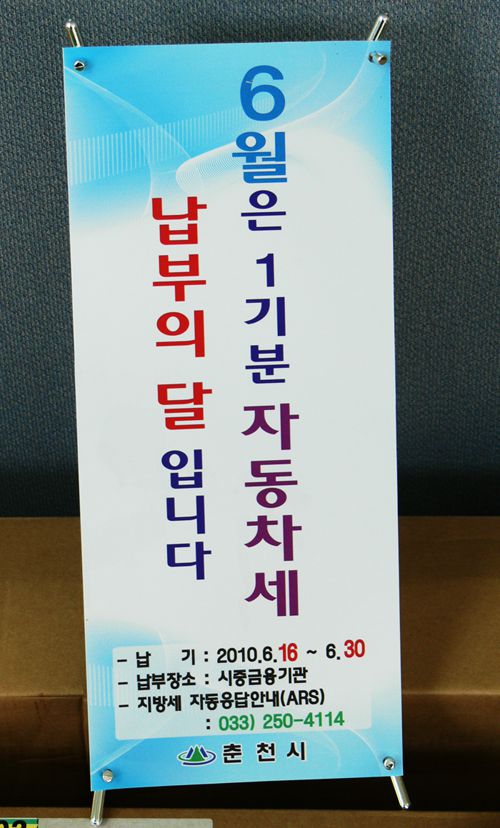 6월은 1기분 자동차세
납부의 달 입니다
- 납 기 : 2010.6.16 ~ 6.30
- 납부장소 : 시중금융기관
- 지방세 자동응답안내(ARS)
: 033) 250-4114
춘천시